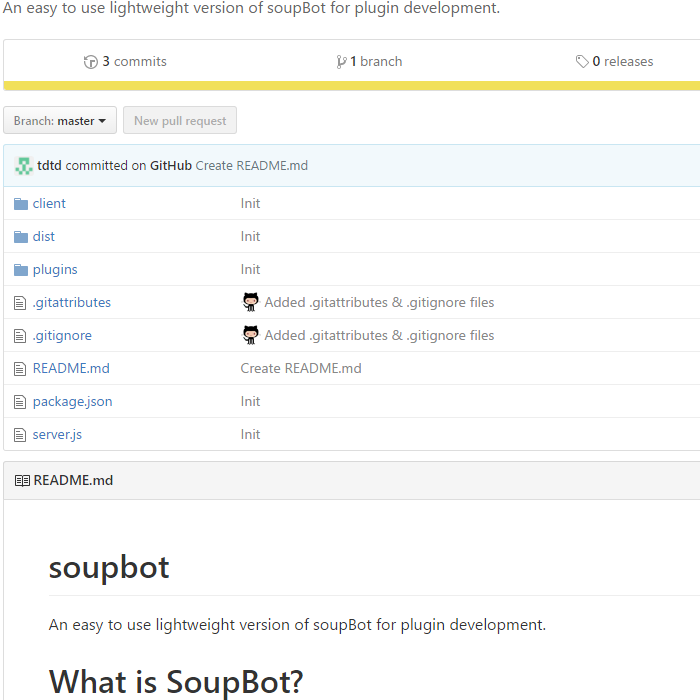 An easy to use lightweight version of soupBot for plugin development.
3 commits 1 branch 0 releases
Branch: master New pull request
tdtd committed on GitHub Create README.md
client Init
dist Init
plugins Init
.gitattributes Added .gitattributes & .gitignore files
.gitignore Added .gitattributes & .gitignore files
README.md Create README.md
package.json Init
server.js Init
README.md
soupbot
An easy to use lightweight version of soupBot for plugin development.
What is SoupBot?